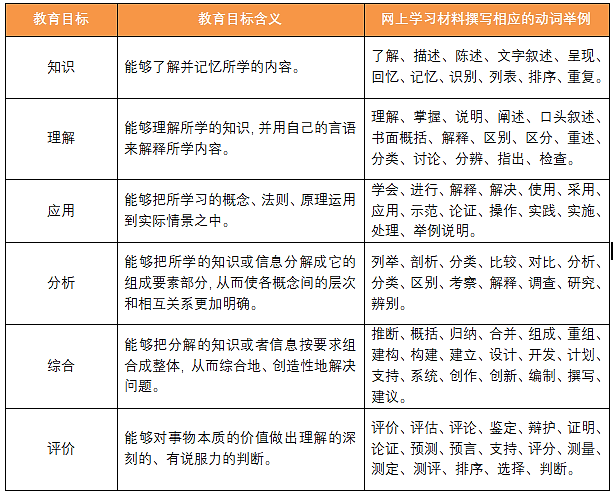 教育目标
教育目标含义
网上学习材料撰写相应的动词举例
知识
能够了解并记忆所学的内容。
了解、描述、陈述、文字叙述、呈现、
回忆、记忆、识别、列表、排序、重复。
理解
能够理解所学的知识,并用自己的言语
来解释所学内容。
理解、掌握、说明、阐述、口头叙述、
书面概括、解释、区别、区分、重述、
分类、讨论、分辨、指出、检查。
应用
能够把所学习的概念、法则、原理运用
到实际情景之中。
学会、进行、解释、解决、使用、采用、
应用、示范、论证、操作、实践、实施、
处理、举例说明。
分析
能够把所学的知识或信息分解成它的
组成要素部分,从而使各概念间的层次
和相互关系更加明确。
列举、剖析、分类、比较、对比、分析、
分类、区别、考察、解释、调查、研究、
辨别。
综合
能够把分解的知识或者信息按要求组
合成整体,从而综合地、创造性地解决
问题。
推断、概括、归纳、合并、组成、重组、
建构、构建、建立、设计、开发、计划、
支持、系统、创作、创新、编制、撰写、
建议。
评价
能够对事物本质的价值做出理解的深
刻的、有说服力的判断。
评价、评估、评论、鉴定、辩护、证明、
论证、预测、预言、支持、评分、测量、
测定、测评、排序、选择、判断。